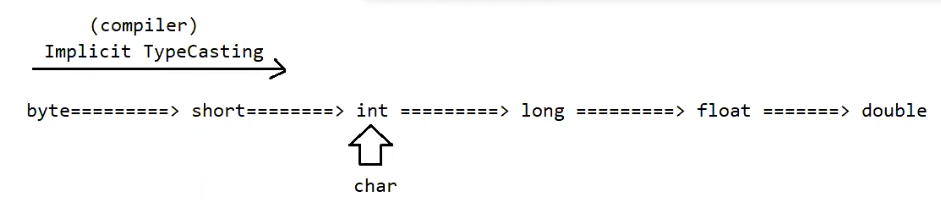 (compiler)
Implicit TypeCasting
byte=========> short========> int =========> long =========> float =======> double
char